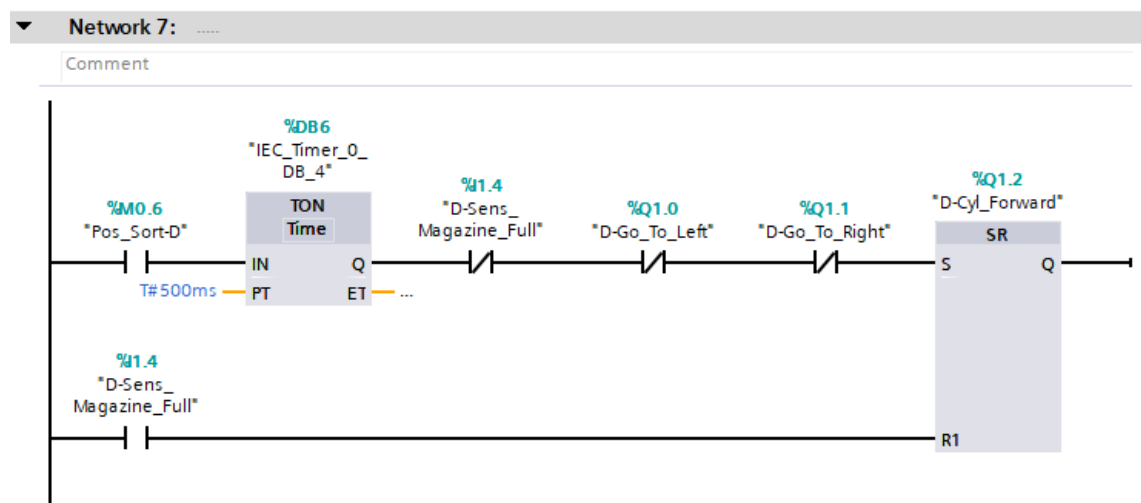 Network 7: .....
Comment
%DB6
"IEC_Timer_0_
DB_4"
%M0.6
"Pos_Sort-D"
TON
Time
IN
Q
T#500ms
PT
ET
...
%I1.4
"D-Sens_
Magazine_Full"
%Q1.0
"D-Go_To_Left"
%Q1.1
"D-Go_To_Right"
%Q1.2
"D-Cyl_Forward"
SR
S
Q
%I1.4
"D-Sens_
Magazine_Full"
R1